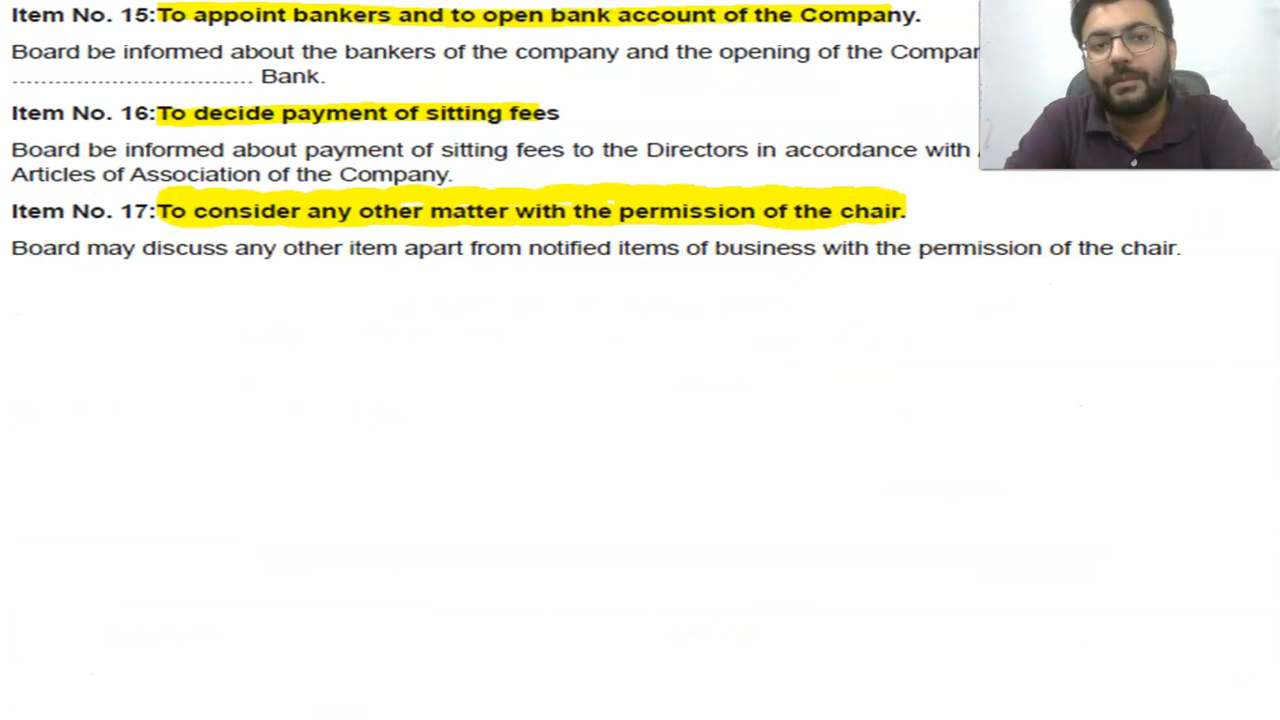 Item No. 15:To appoint bankers and to open bank account of the Company.
Board be informed about the bankers of the company and the opening of the
................................. Bank.
Item No. 16:To decide payment of sitting fees
Board be informed about payment of sitting fees to the Directors in accordance with
Articles of Association of the Company.
Item No. 17:To consider any other matter with the permission of the chair.
Board may discuss any other item apart from notified items of business with the permission of the chair.